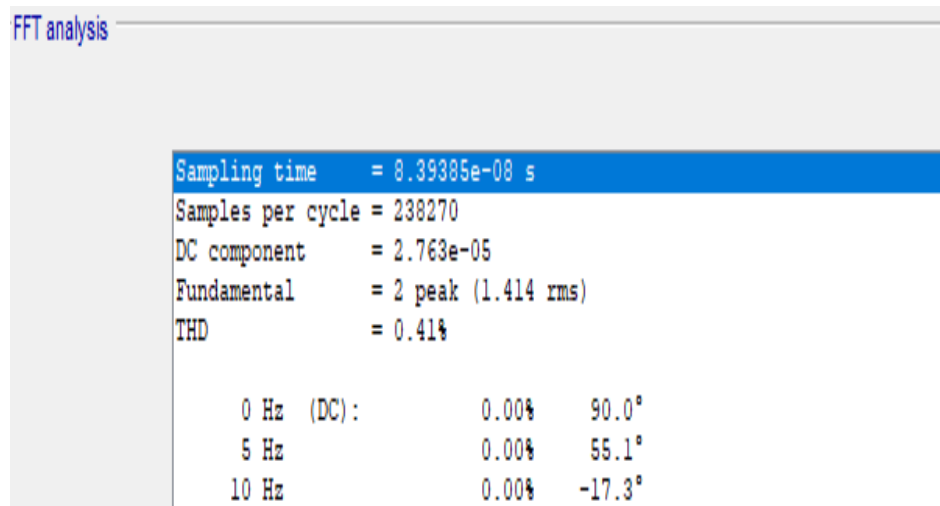 FFT analysis
Sampling time = 8.39385e-08 s
Samples per cycle = 238270
DC component = 2.763e-05
Fundamental = 2 peak (1.414 rms)
THD = 0.41%
0 Hz (DC): 0.00% 90.0°
5 Hz 0.00% 55.1°
10 Hz 0.00% -17.3°